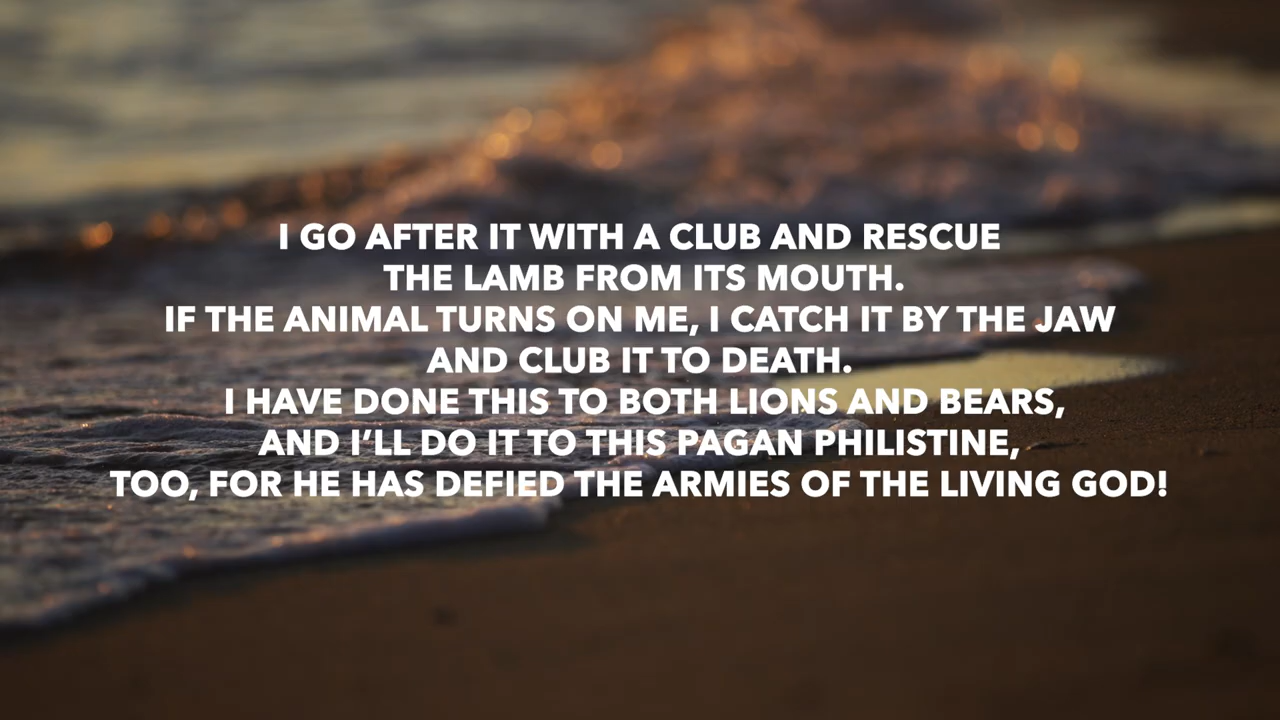 I GO AFTER IT WITH A CLUB AND RESCUE
THE LAMB FROM ITS MOUTH.
IF THE ANIMAL TURNS ON ME, I CATCH IT BY THE JAW
AND CLUB IT TO DEATH.
I HAVE DONE THIS TO BOTH LIONS AND BEARS,
AND I’LL DO IT TO THIS PAGAN PHILISTINE,
TOO, FOR HE HAS DEFIED THE ARMIES OF THE LIVING GOD!